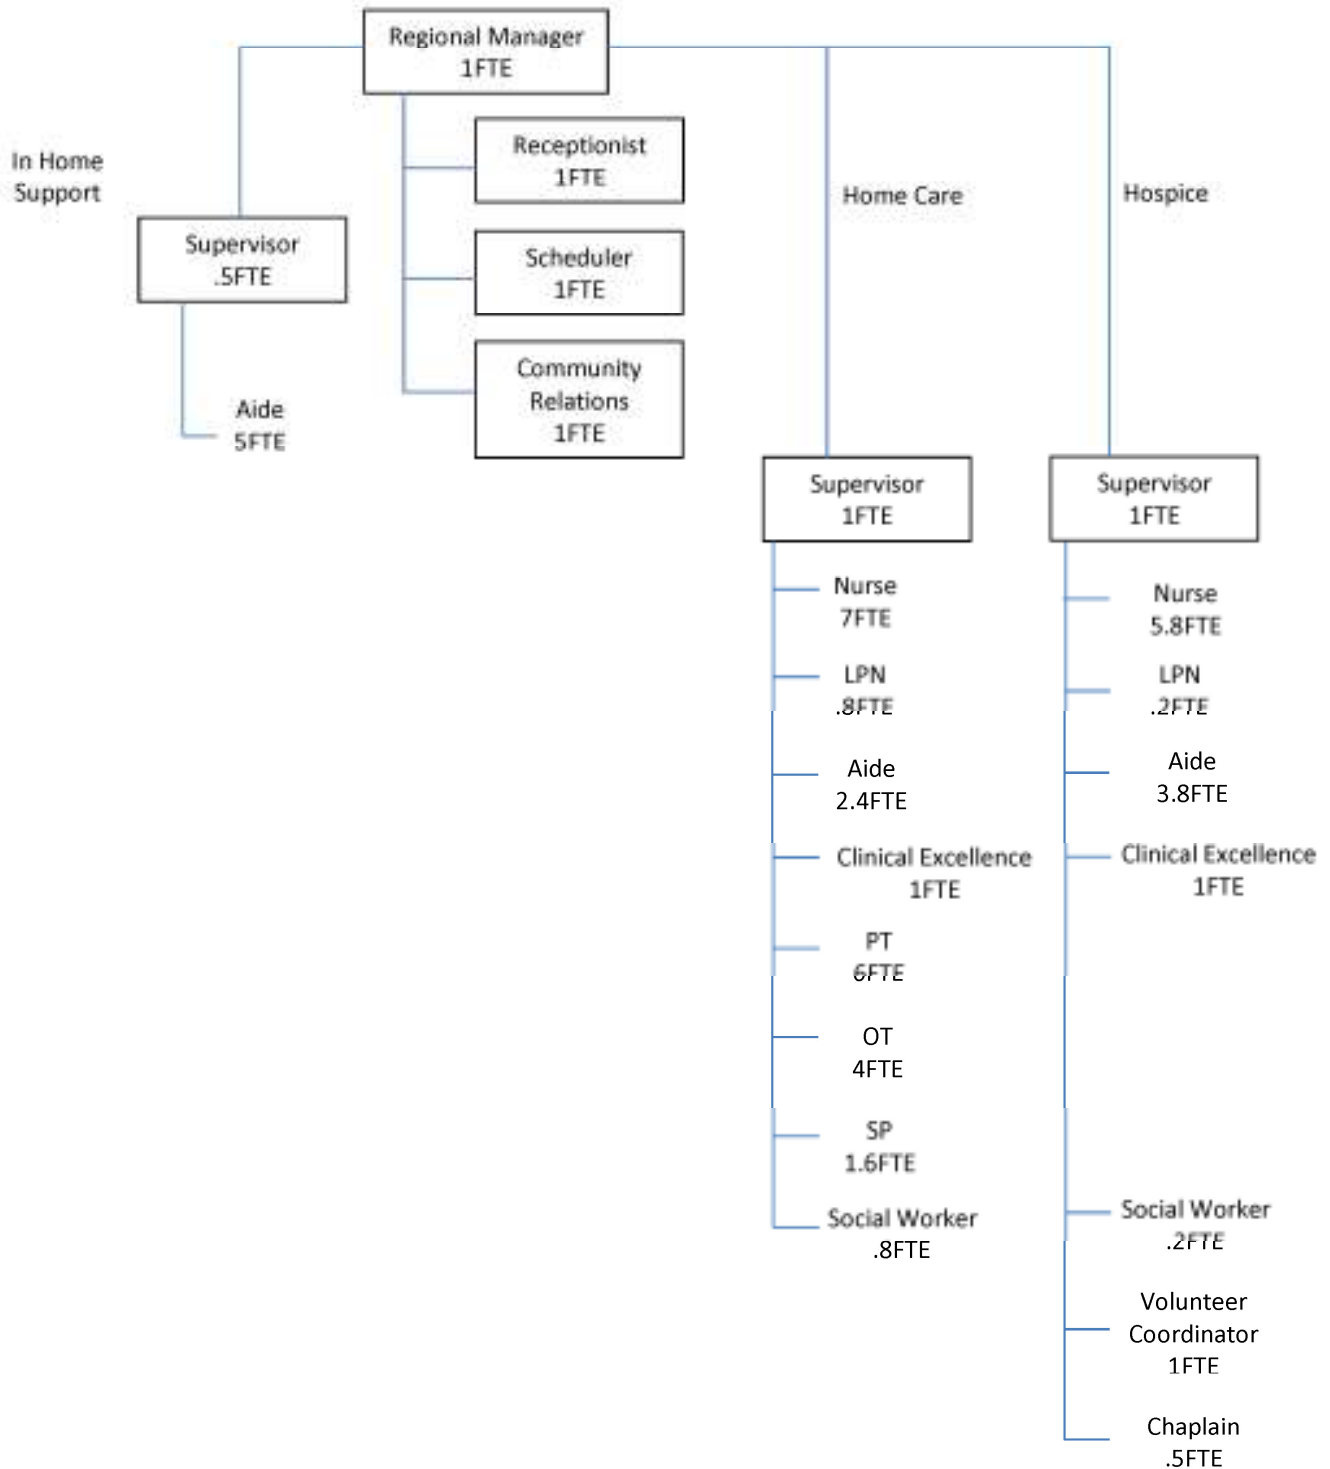 Regional Manager
1FTE
In Home
Support
Supervisor
.5FTE
Aide
5FTE
Receptionist
1FTE
Scheduler
1FTE
Community
Relations
1FTE
Home Care
Supervisor
1FTE
Nurse
7FTE
LPN
.8FTE
Aide
2.4FTE
Clinical Excellence
1FTE
PT
6FTE
OT
4FTE
SP
1.6FTE
Social Worker
.8FTE
Hospice
Supervisor
1FTE
Nurse
5.8FTE
LPN
.2FTE
Aide
3.8FTE
Clinical Excellence
1FTE
Social Worker
.2FTE
Volunteer
Coordinator
1FTE
Chaplain
.5FTE